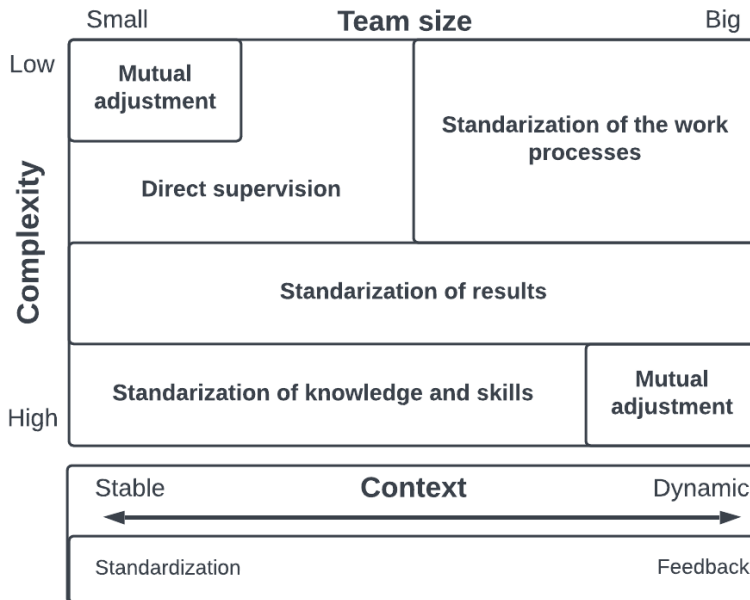 Small Team size Big
Low
Mutual
adjustment
Standarization of the work
processes
Direct supervision
Complexity
Standarization of results
Standarization of knowledge and skills
Mutual
adjustment
High
Stable Context Dynamic
Standardization Feedback